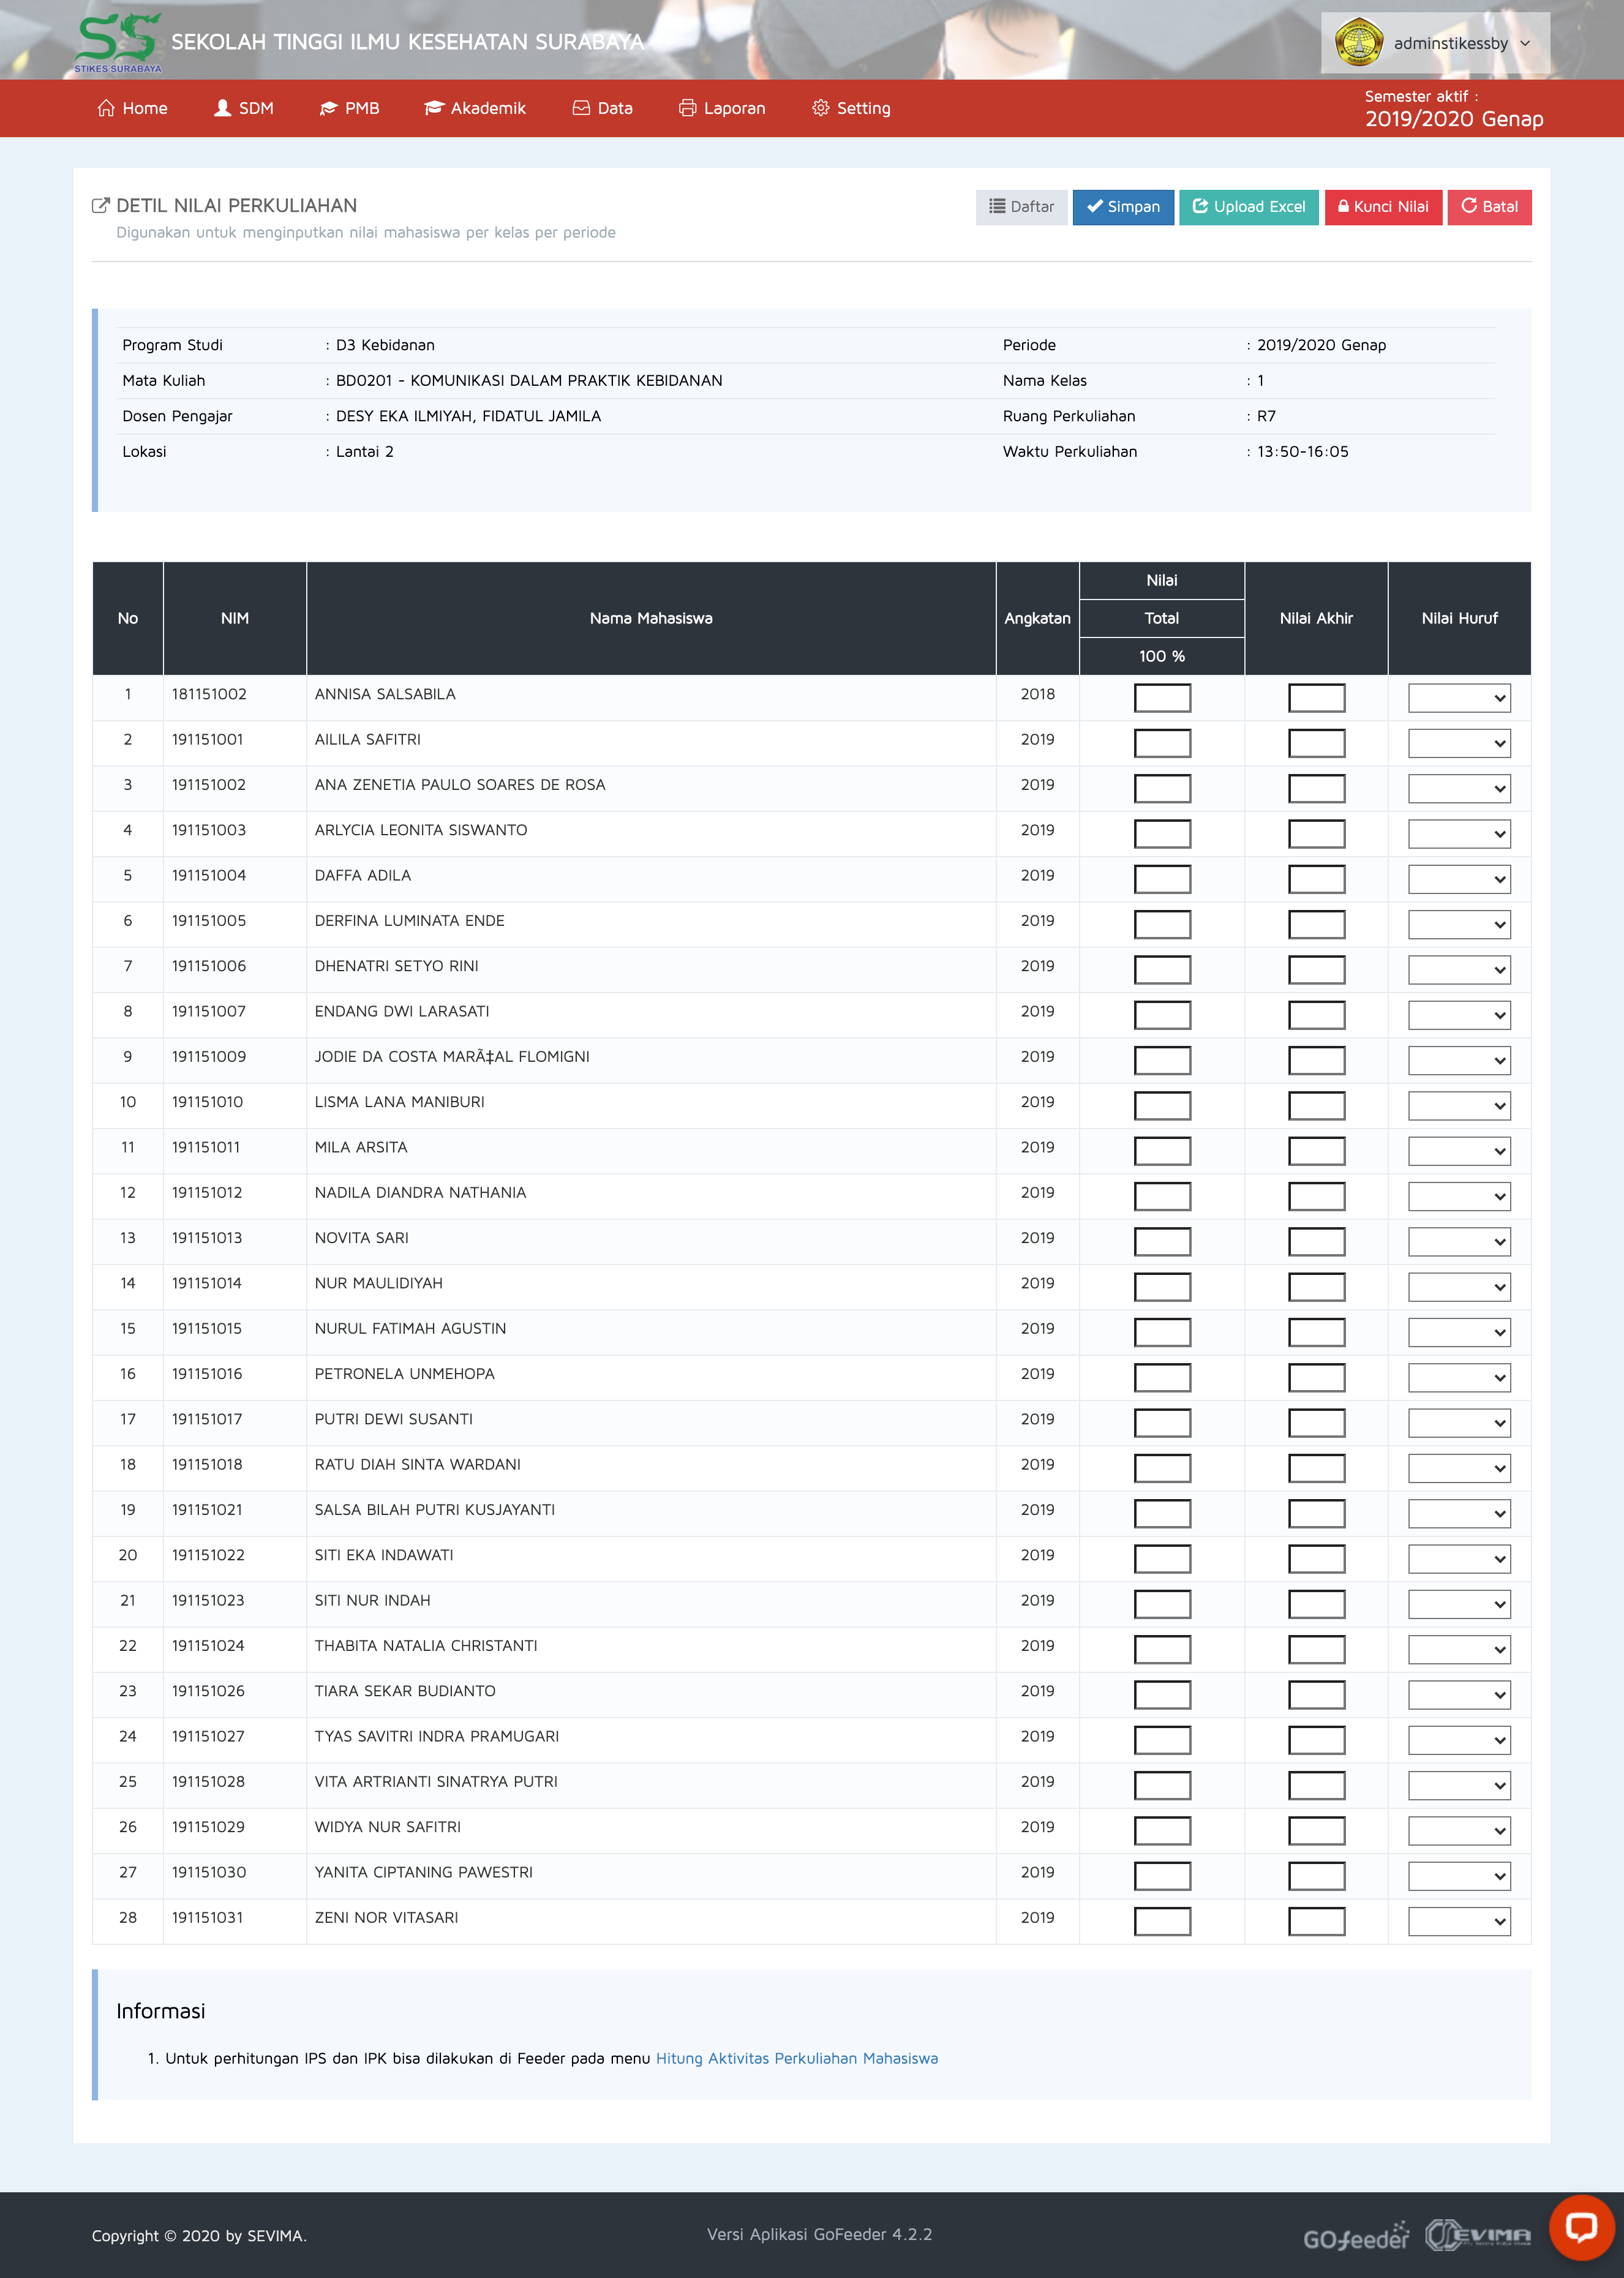 SS
STIKES SURABAYA
SEKOLAH TINGGI ILMU KESEHATAN SURABAYA
adminstikessby
Home SDM PMB Akademik Data Laporan Setting
Semester aktif :
2019/2020 Genap
DETIL NILAI PERKULIAHAN
Digunakan untuk menginputkan nilai mahasiswa per kelas per periode
Daftar Simpan Upload Excel Kunci Nilai Batal
Program Studi : D3 Kebidanan Periode : 2019/2020 Genap
Mata Kuliah : BD0201 - KOMUNIKASI DALAM PRAKTIK KEBIDANAN Nama Kelas : 1
Dosen Pengajar : DESY EKA ILMIYAH, FIDATUL JAMILA Ruang Perkuliahan : R7
Lokasi : Lantai 2 Waktu Perkuliahan : 13:50-16:05
No NIM Nama Mahasiswa Angkatan Nilai Total 100 % Nilai Akhir Nilai Huruf
1 181151002 ANNISA SALSABILA 2018
2 191151001 AILILA SAFITRI 2019
3 191151002 ANA ZENETIA PAULO SOARES DE ROSA 2019
4 191151003 ARLYCIA LEONITA SISWANTO 2019
5 191151004 DAFFA ADILA 2019
6 191151005 DERFINA LUMINATA ENDE 2019
7 191151006 DHENATRI SETYO RINI 2019
8 191151007 ENDANG DWI LARASATI 2019
9 191151009 JODIE DA COSTA MARÃ‡AL FLOMIGNI 2019
10 191151010 LISMA LANA MANIBURI 2019
11 191151011 MILA ARSITA 2019
12 191151012 NADILA DIANDRA NATHANIA 2019
13 191151013 NOVITA SARI 2019
14 191151014 NUR MAULIDIYAH 2019
15 191151015 NURUL FATIMAH AGUSTIN 2019
16 191151016 PETRONELA UNMEHOPA 2019
17 191151017 PUTRI DEWI SUSANTI 2019
18 191151018 RATU DIAH SINTA WARDANI 2019
19 191151021 SALSA BILAH PUTRI KUSJAYANTI 2019
20 191151022 SITI EKA INDAWATI 2019
21 191151023 SITI NUR INDAH 2019
22 191151024 THABITA NATALIA CHRISTANTI 2019
23 191151026 TIARA SEKAR BUDIANTO 2019
24 191151027 TYAS SAVITRI INDRA PRAMUGARI 2019
25 191151028 VITA ARTRIANTI SINATRYA PUTRI 2019
26 191151029 WIDYA NUR SAFITRI 2019
27 191151030 YANITA CIPTANING PAWESTRI 2019
28 191151031 ZENI NOR VITASARI 2019
Informasi
1. Untuk perhitungan IPS dan IPK bisa dilakukan di Feeder pada menu Hitung Aktivitas Perkuliahan Mahasiswa
Copyright © 2020 by SEVIMA.
Versi Aplikasi GoFeeder 4.2.2
GOfeeder SEVIMA